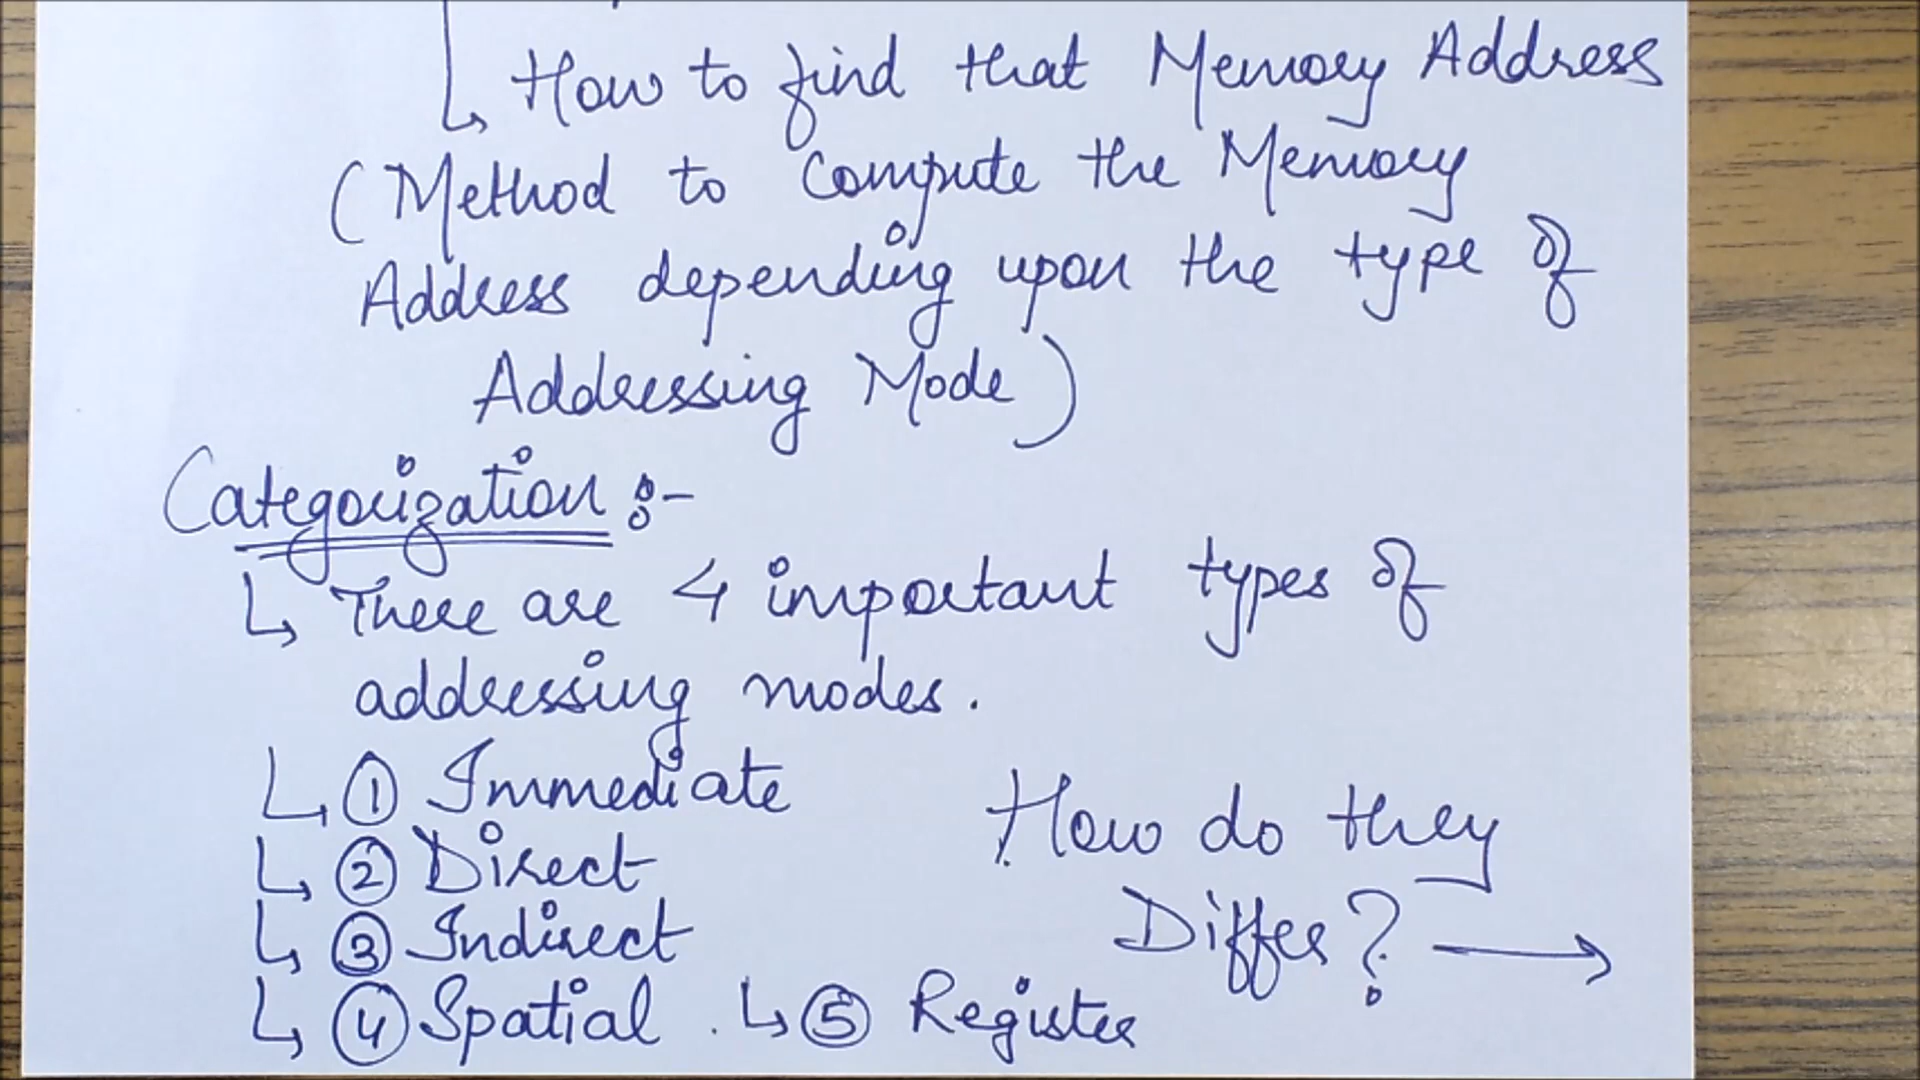 How to find that Memory Address
(Method to Compute the Memory
Address depending upon the type of
Addressing Mode)
Categorization :-
There are 4 important types of
addressing modes.
① Immediate
② Direct
③ Indirect
④ Spatial . ⑤ Register
How do they
Differ?